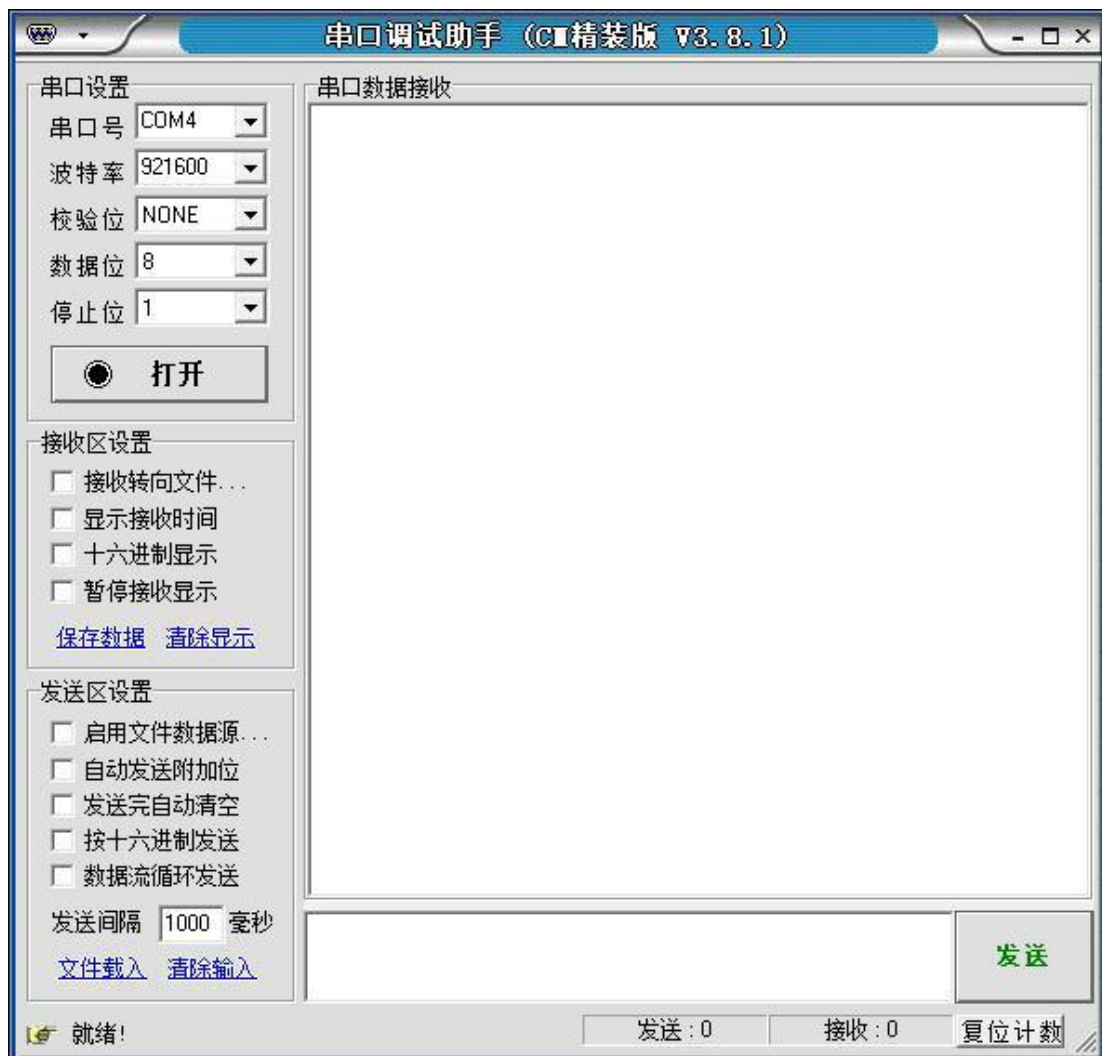 串口调试助手 (CM精装版 V3.8.1)
串口设置
串口号 COM4
波特率 921600
校验位 NONE
数据位 8
停止位 1
打开
接收区设置
接收转向文件...
显示接收时间
十六进制显示
暂停接收显示
保存数据 清除显示
发送区设置
启用文件数据源...
自动发送附加位
发送完自动清空
按十六进制发送
数据流循环发送
发送间隔 1000 毫秒
文件载入 清除输入
串口数据接收
发送
就绪!
发送:0
接收:0
复位计数